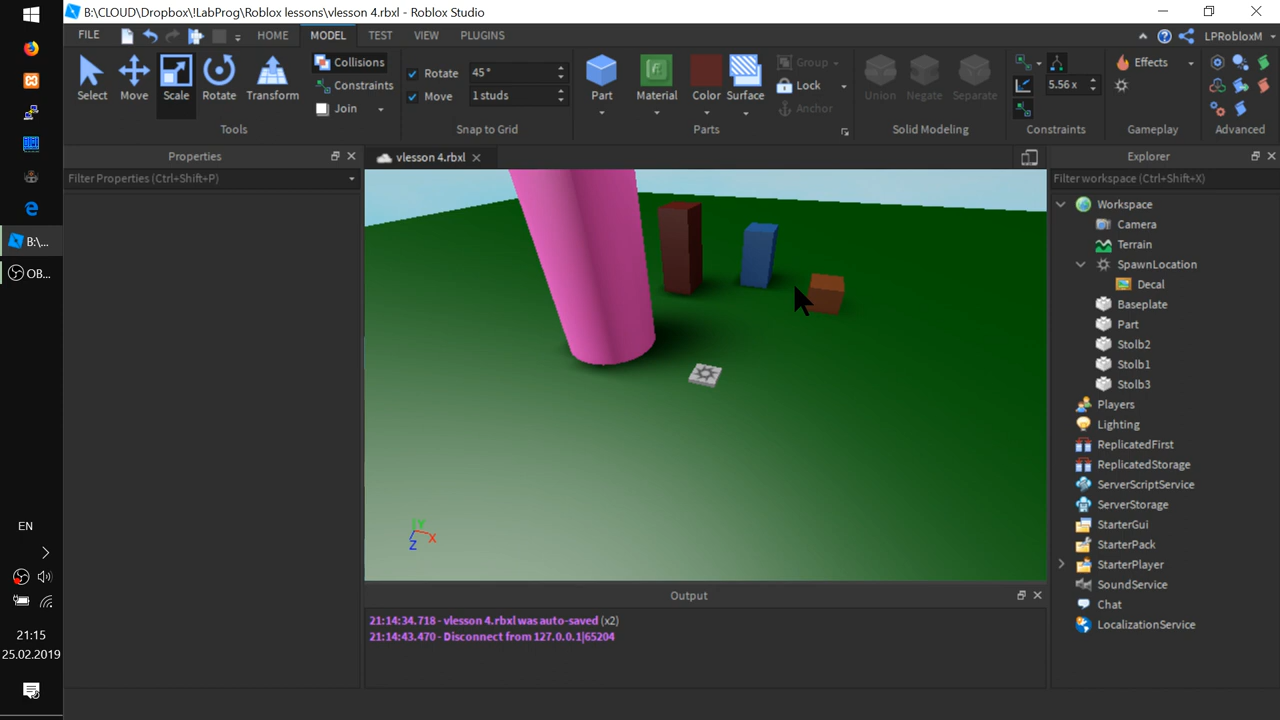 B:\CLOUD\Dropbox\!LabProg\Roblox lessons\vlesson 4.rbxl - Roblox Studio
FILE
HOME
MODEL
TEST
VIEW
PLUGINS
LPRobloxM
Select
Move
Scale
Rotate
Transform
Collisions
Constraints
Join
Tools
Rotate
45°
Move
1 studs
Snap to Grid
Part
Material
Color
Surface
Group
Lock
Anchor
Parts
Union
Negate
Separate
Solid Modeling
5.56 x
Constraints
Effects
Gameplay
Advanced
Properties
Filter Properties (Ctrl+Shift+P)
vlesson 4.rbxl
Y
X
Z
Explorer
Filter workspace (Ctrl+Shift+X)
Workspace
Camera
Terrain
SpawnLocation
Decal
Baseplate
Part
Stolb2
Stolb1
Stolb3
Players
Lighting
ReplicatedFirst
ReplicatedStorage
ServerScriptService
ServerStorage
StarterGui
StarterPack
StarterPlayer
SoundService
Chat
LocalizationService
Output
21:14:34.718 - vlesson 4.rbxl was auto-saved (x2)
21:14:43.470 - Disconnect from 127.0.0.1|65204
B:\...
OB...
EN
21:15
25.02.2019